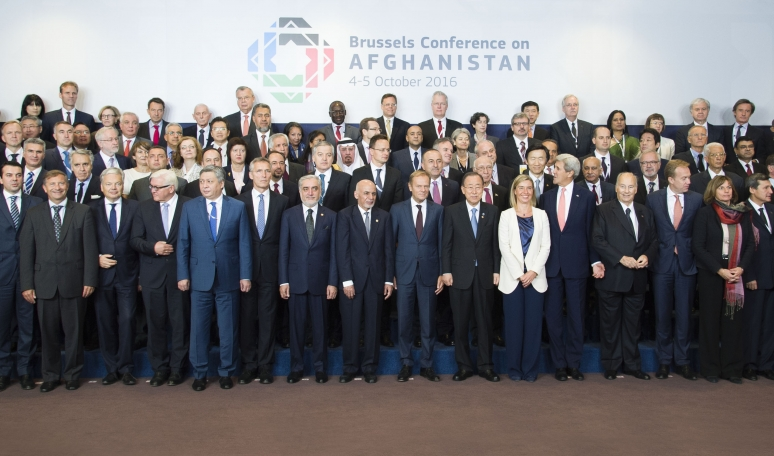 Brussels Conference on
AFGHANISTAN
4-5 October 2016